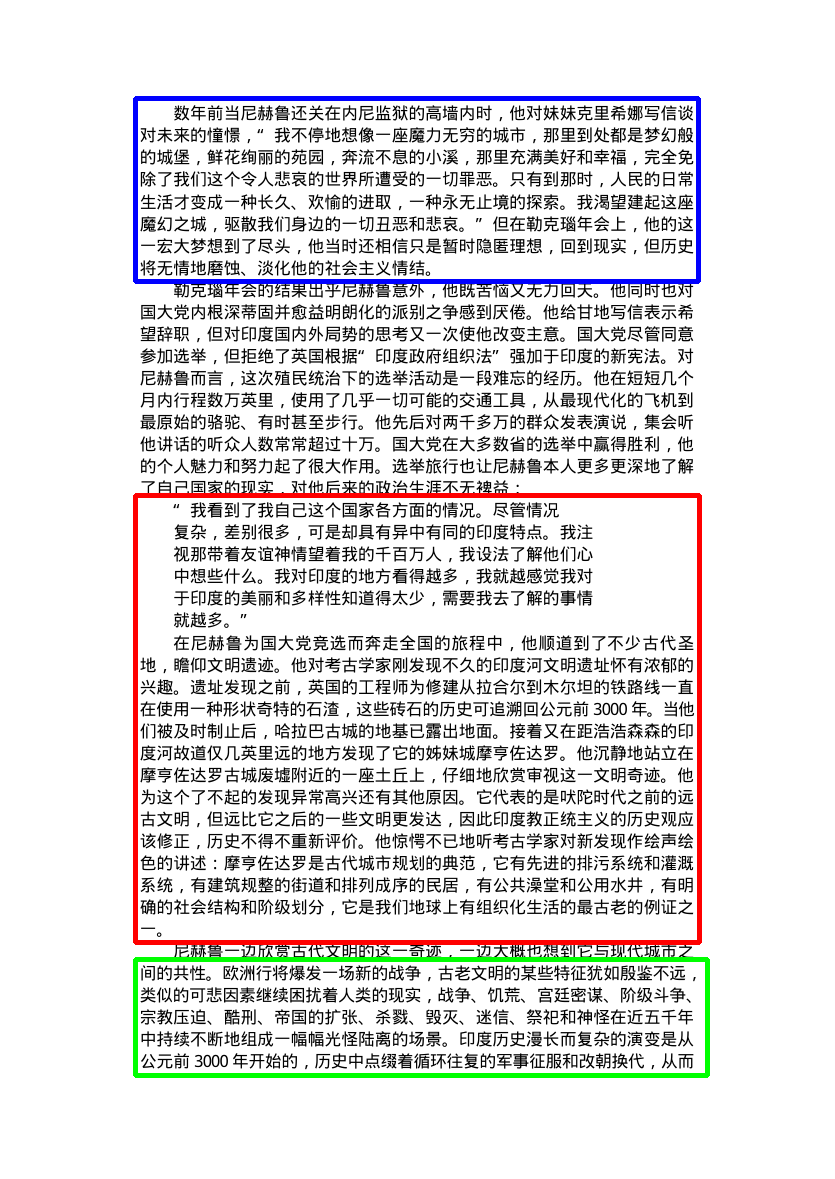 数年前当尼赫鲁还关在内尼监狱的高墙内时，他对妹妹克里希娜写信谈
对未来的憧憬，“我不停地想像一座魔力无穷的城市，那里到处都是梦幻般
的城堡，鲜花绚丽的苑园，奔流不息的小溪，那里充满美好和幸福，完全免
除了我们这个令人悲哀的世界所遭受的一切罪恶。只有到那时，人民的日常
生活才变成一种长久、欢愉的进取，一种永无止境的探索。我渴望建起这座
魔幻之城，驱散我们身边的一切丑恶和悲哀。”但在勒克瑙年会上，他的这
一宏大梦想到了尽头，他当时还相信只是暂时隐匿理想，回到现实，但历史
将无情地磨蚀、淡化他的社会主义情结。
勒克瑙年会的结果出乎尼赫鲁意外，他既苦恼又无力回天。他同时也对
国大党内根深蒂固并愈益明朗化的派别之争感到厌倦。他给甘地写信表示希
望辞职，但对印度国内外局势的思考又一次使他改变主意。国大党尽管同意
参加选举，但拒绝了英国根据“印度政府组织法”强加于印度的新宪法。对
尼赫鲁而言，这次殖民统治下的选举活动是一段难忘的经历。他在短短几个
月内行程数万英里，使用了几乎一切可能的交通工具，从最现代化的飞机到
最原始的骆驼、有时甚至步行。他先后对两千多万的群众发表演说，集会听
他讲话的听众人数常常超过十万。国大党在大多数省的选举中赢得胜利，他
的个人魅力和努力起了很大作用。选举旅行也让尼赫鲁本人更多更深地了解
了自己国家的现实，对他后来的政治生涯不无裨益：
“我看到了我自己这个国家各方面的情况。尽管情况
复杂，差别很多，可是却具有异中有同的印度特点。我注
视那带着友谊神情望着我的千百万人，我设法了解他们心
中想些什么。我对印度的地方看得越多，我就越感觉我对
于印度的美丽和多样性知道得太少，需要我去了解的事情
就越多。”
在尼赫鲁为国大党竞选而奔走全国的旅程中，他顺道到了不少古代圣
地，瞻仰文明遗迹。他对考古学家刚发现不久的印度河文明遗址怀有浓郁的
兴趣。遗址发现之前，英国的工程师为修建从拉合尔到木尔坦的铁路线一直
在使用一种形状奇特的石渣，这些砖石的历史可追溯回公元前 3000 年。当他
们被及时制止后，哈拉巴古城的地基已露出地面。接着又在距浩浩森森的印
度河故道仅几英里远的地方发现了它的姊妹城摩亨佐达罗。他沉静地站立在
摩亨佐达罗古城废墟附近的一座土丘上，仔细地欣赏审视这一文明奇迹。他
为这个了不起的发现异常高兴还有其他原因。它代表的是吠陀时代之前的远
古文明，但远比它之后的一些文明更发达，因此印度教正统主义的历史观应
该修正，历史不得不重新评价。他惊愕不已地听考古学家对新发现作绘声绘
色的讲述：摩亨佐达罗是古代城市规划的典范，它有先进的排污系统和灌溉
系统，有建筑规整的街道和排列成序的民居，有公共澡堂和公用水井，有明
确的社会结构和阶级划分，它是我们地球上有组织化生活的最古老的例证之
一。
尼赫鲁一边欣赏古代文明的这一奇迹，一边大概也想到它与现代城市之
间的共性。欧洲行将爆发一场新的战争，古老文明的某些特征犹如殷鉴不远，
类似的可悲因素继续困扰着人类的现实，战争、饥荒、宫廷密谋、阶级斗争、
宗教压迫、酷刑、帝国的扩张、杀戮、毁灭、迷信、祭祀和神怪在近五千年
中持续不断地组成一幅幅光怪陆离的场景。印度历史漫长而复杂的演变是从
公元前 3000 年开始的，历史中点缀着循环往复的军事征服和改朝换代，从而